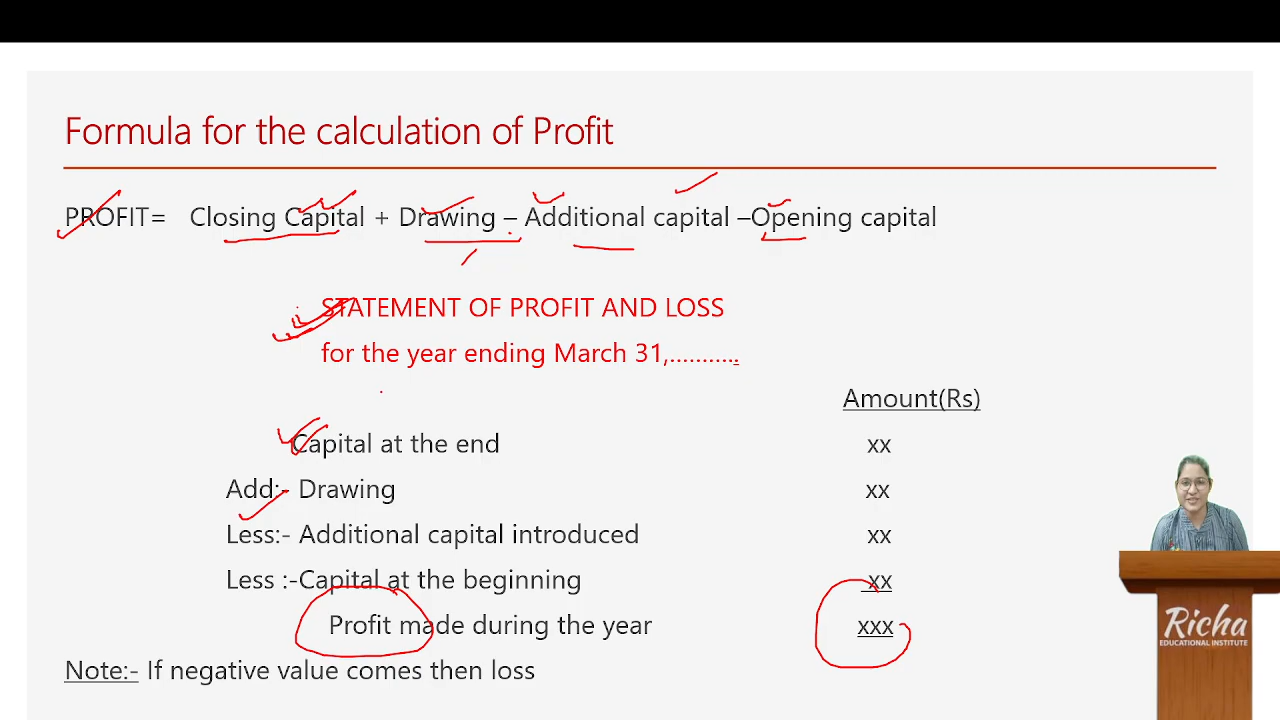 Formula for the calculation of Profit
PROFIT= Closing Capital + Drawing – Additional capital –Opening capital
STATEMENT OF PROFIT AND LOSS
for the year ending March 31,...........
Amount(Rs)
Capital at the end xx
Add:- Drawing xx
Less:- Additional capital introduced xx
Less :-Capital at the beginning xx
Profit made during the year xxx
Note:- If negative value comes then loss
Richa
EDUCATIONAL INSTITUTE